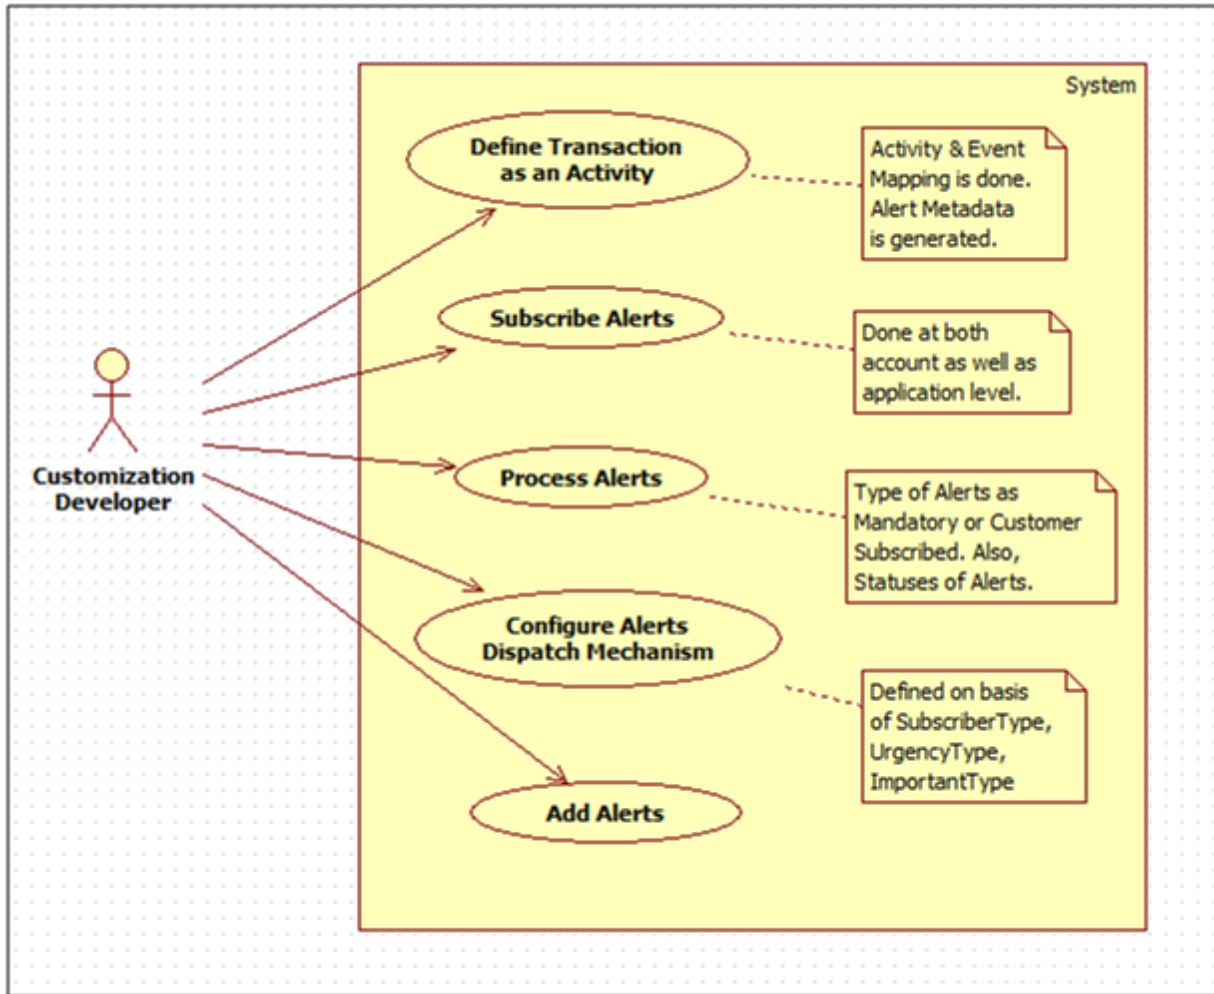 System
Define Transaction
as an Activity
Activity & Event
Mapping is done.
Alert Metadata
is generated.
Subscribe Alerts
Done at both
account as well as
application level.
Customization
Developer
Process Alerts
Type of Alerts as
Mandatory or Customer
Subscribed. Also,
Statuses of Alerts.
Configure Alerts
Dispatch Mechanism
Defined on basis
of SubscriberType,
UrgencyType,
ImportantType
Add Alerts